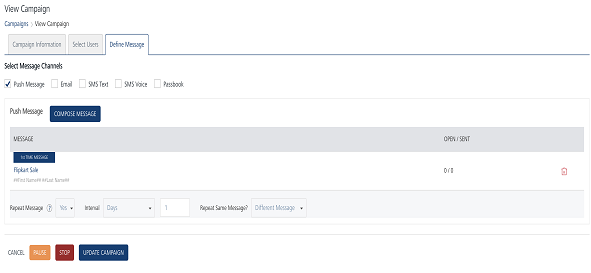 View Campaign
Campaigns > View Campaign
Campaign Information Select Users Define Message
Select Message Channels
Push Message Email SMS Text SMS Voice Passbook
Push Message COMPOSE MESSAGE
MESSAGE OPEN / SENT
TIME MESSAGE
Flipkart Sale 0 / 0
##First Name## ##Last Name##
Repeat Message ? Yes Interval Days 1 Repeat Same Message? Different Message
CANCEL PAUSE STOP UPDATE CAMPAIGN